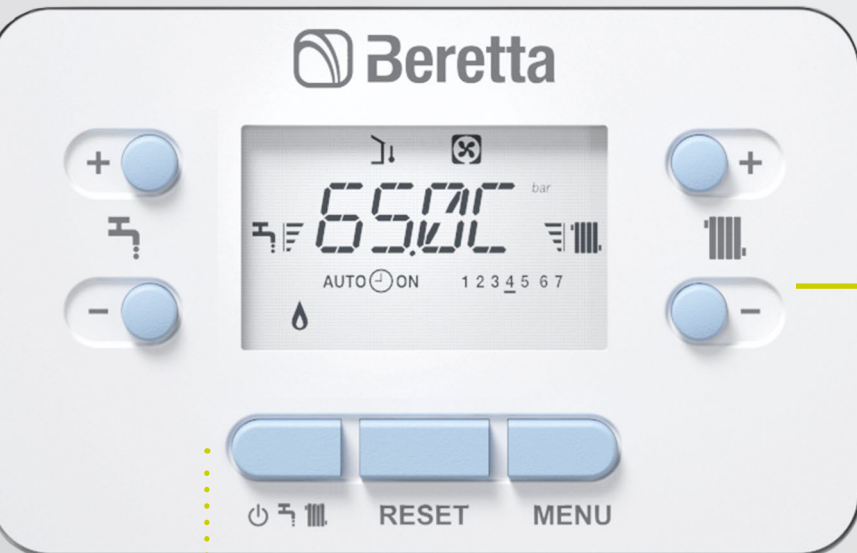 Beretta
+ +
bar
65.0C
AUTO ON 1 2 3 4 5 6 7
- -
RESET MENU